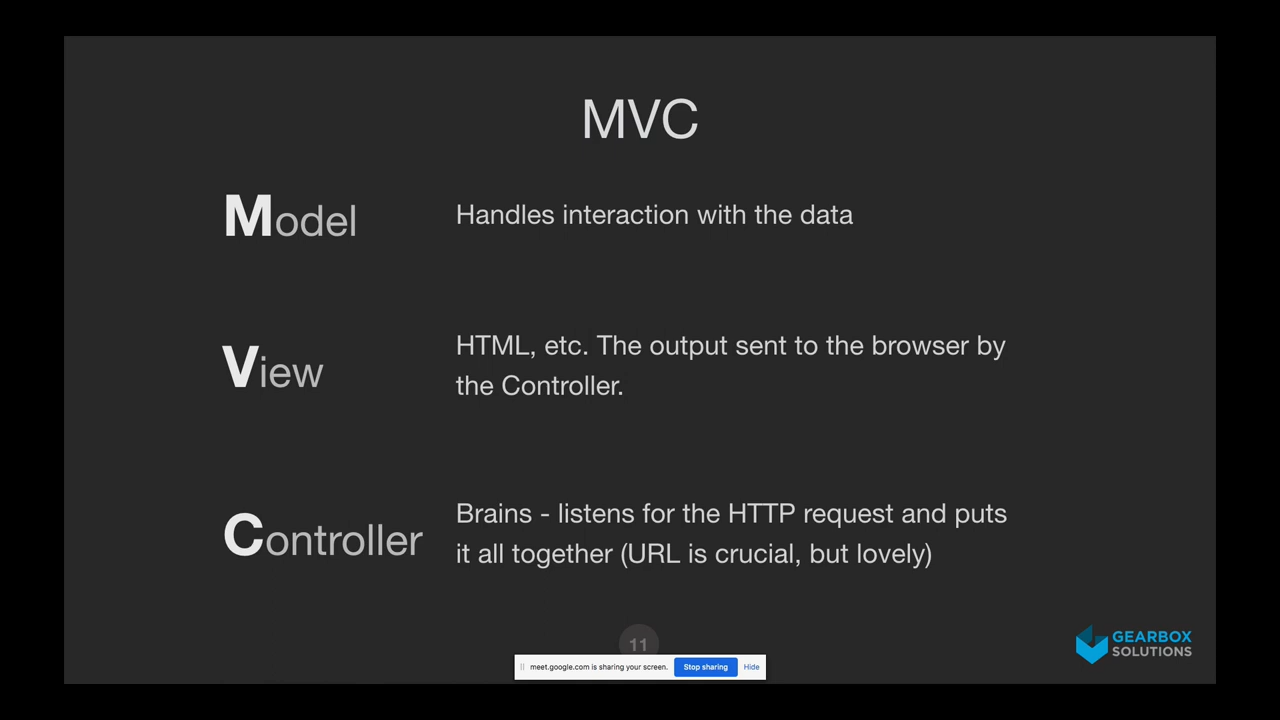 MVC
Model
Handles interaction with the data
View
HTML, etc. The output sent to the browser by
the Controller.
Controller
Brains - listens for the HTTP request and puts
it all together (URL is crucial, but lovely)
11
GEARBOX
SOLUTIONS
meet.google.com is sharing your screen. Stop sharing Hide